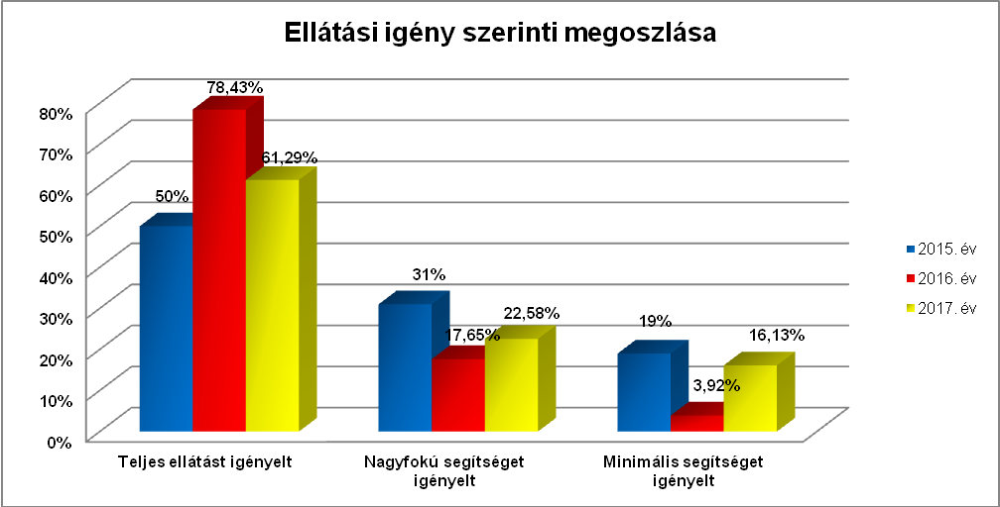 Ellátási igény szerinti megoszlása
80%
70%
60%
50%
40%
30%
20%
10%
0%
50%
78,43%
61,29%
31%
17,65%
22,58%
19%
3,92%
16,13%
Teljes ellátást igényelt
Nagyfokú segítséget
igényelt
Minimális segítséget
igényelt
2015. év
2016. év
2017. év